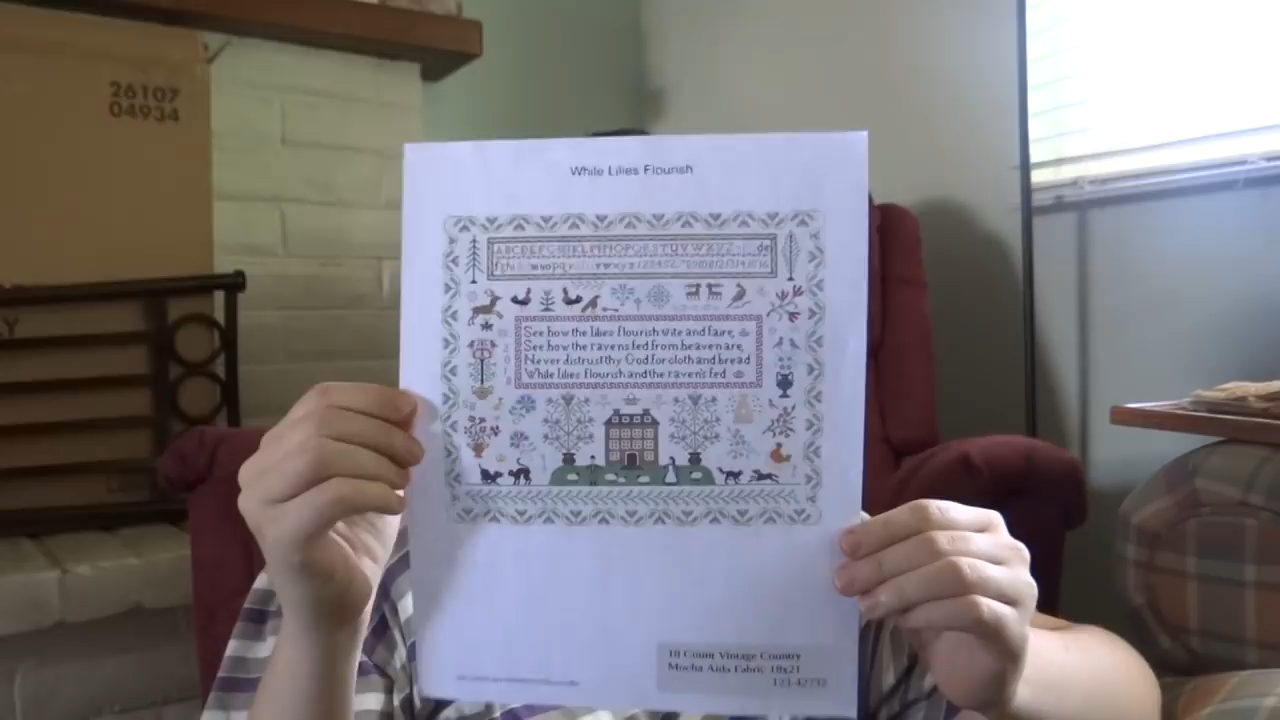 26107
04934
While Lilies Flourish
ABCDEFGHIKLMNOPQRSTUVWXYZ de
See how the lilies flourish wite and faire,
See how the ravens fed from heaven are,
Never distrust thy God for cloth and bread
While lilies flourish and the raven's fed
18 Count Vintage Country
Mocha Aida Fabric 18x21
123-42732